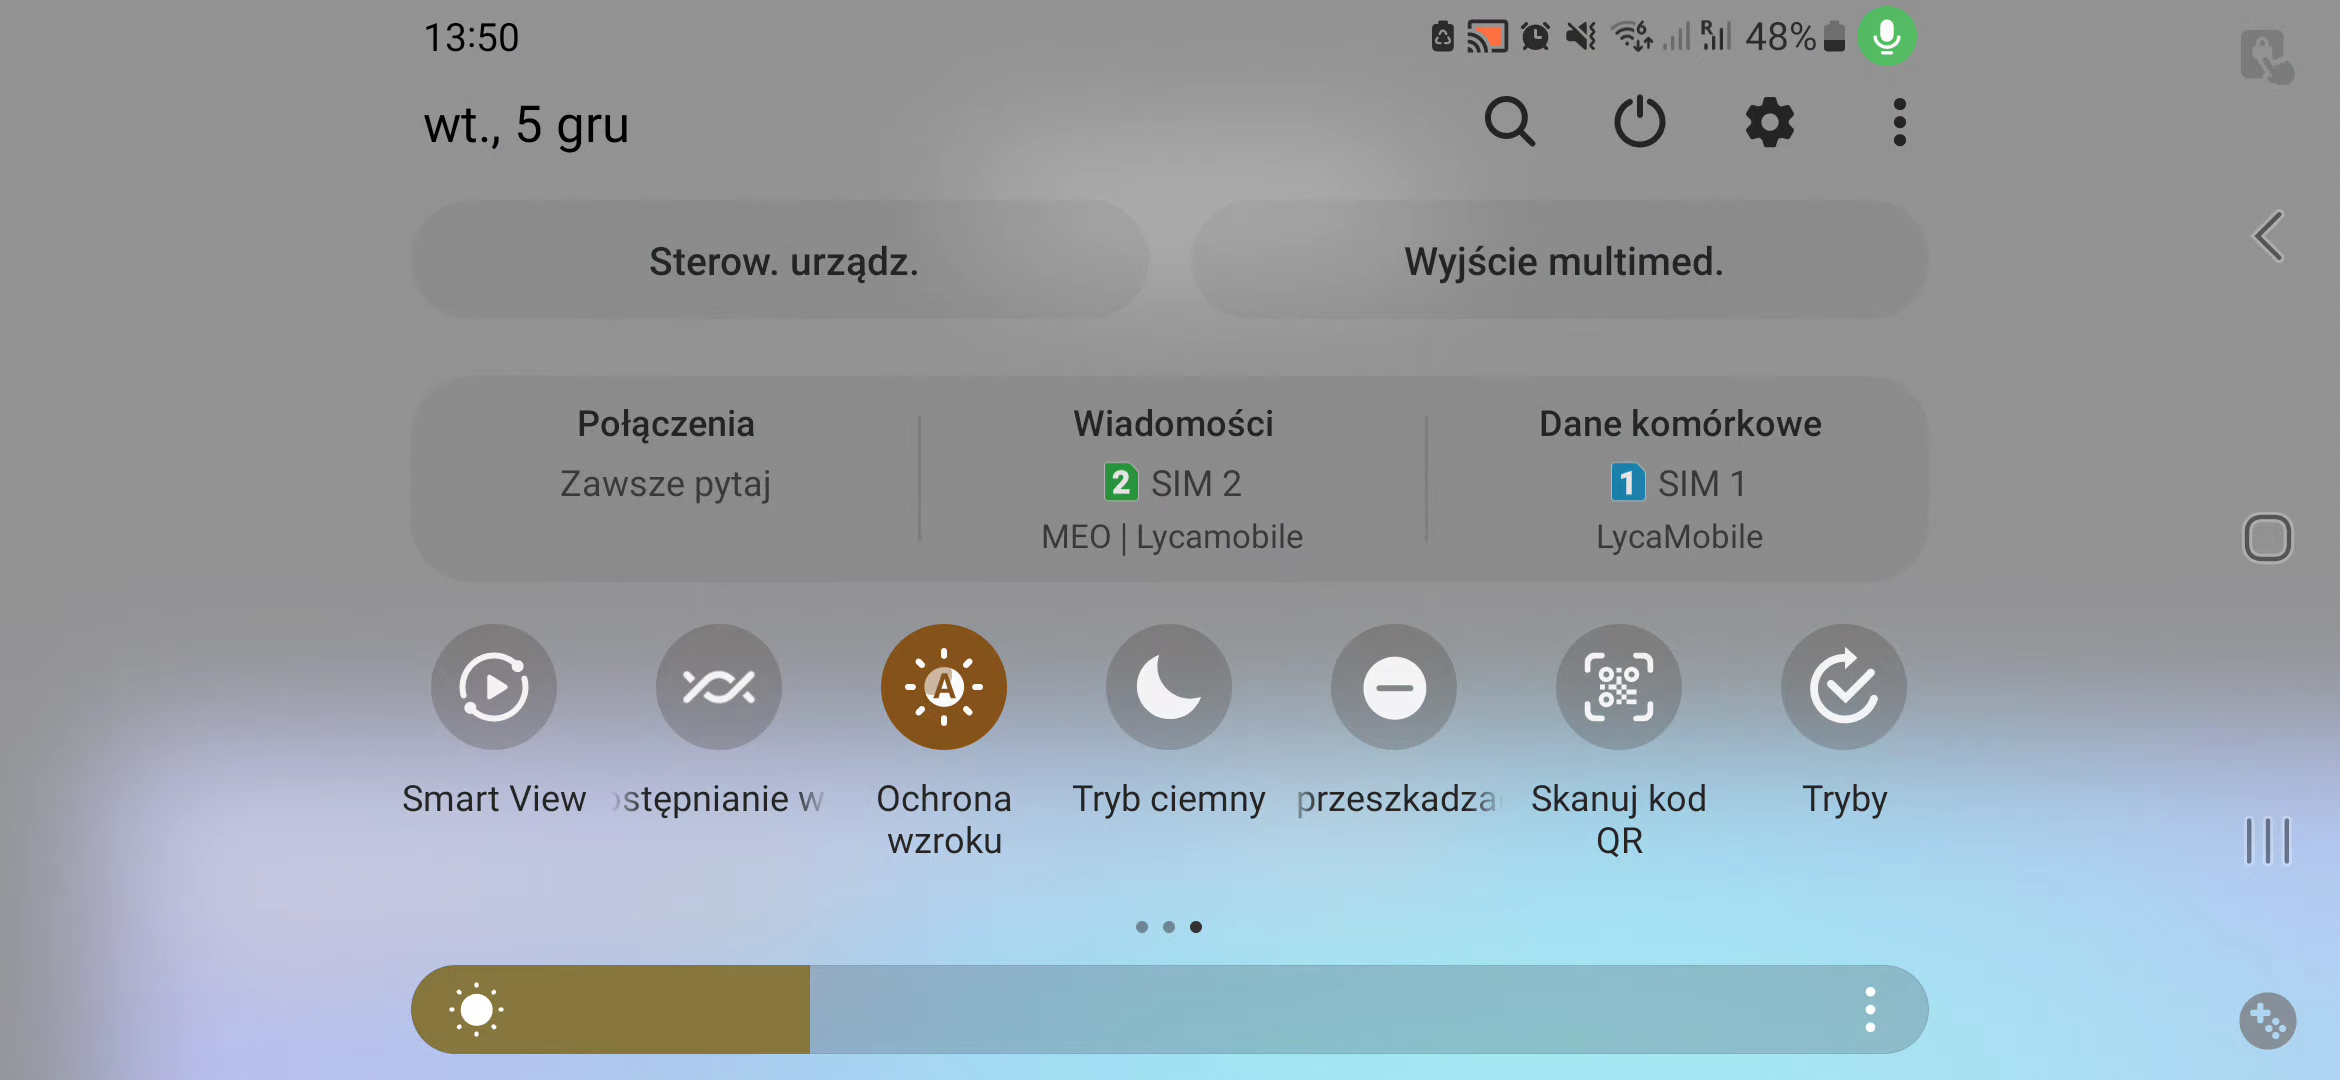 13:50
48%
wt., 5 gru
Sterow. urządz.
Wyjście multimed.
Połączenia
Zawsze pytaj
Wiadomości
2 SIM 2
MEO | Lycamobile
Dane komórkowe
1 SIM 1
LycaMobile
Smart View
stępnianie w
Ochrona
wzroku
Tryb ciemny
przeszkadza
Skanuj kod
QR
Tryby